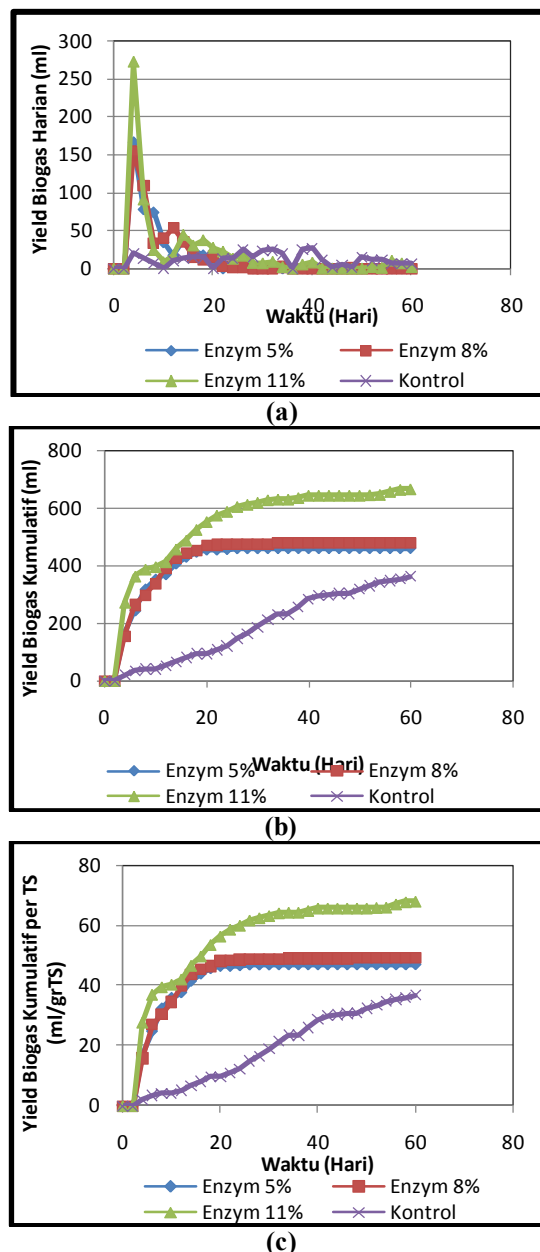 Yield Biogas Harian (ml)
300
250
200
150
100
50
0
0 20 40 60 80
Waktu (Hari)
Enzym 5% Enzym 8%
Enzym 11% Kontrol
(a)
Yield Biogas Kumulatif (ml)
800
600
400
200
0
0 20 40 60 80
Waktu (Hari)
Enzym 5% Enzym 8%
Enzym 11% Kontrol
(b)
Yield Biogas Kumulatif per TS
(ml/grTS)
80
60
40
20
0
0 20 40 60 80
Waktu (Hari)
Enzym 5% Enzym 8%
Enzym 11% Kontrol
(c)